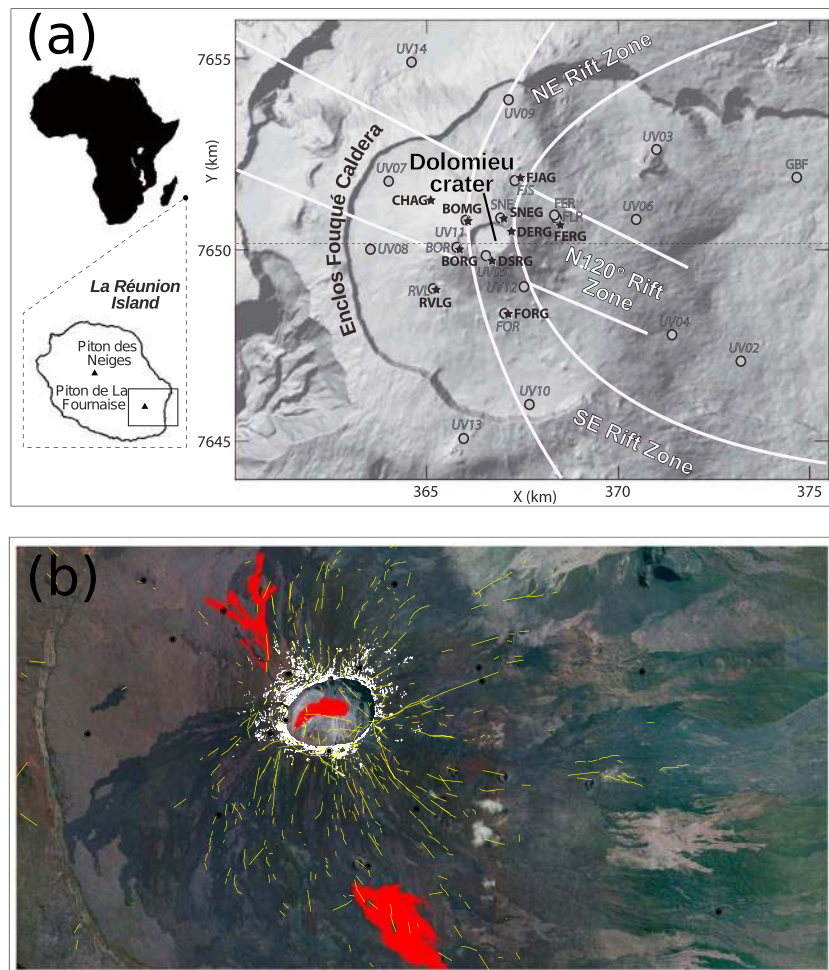 (a)
La Réunion
Island
Piton des
Neiges
Piton de La
Fournaise
7655
7650
7645
Y (km)
365
370
375
X (km)
UV14
UV09
NE Rift Zone
UV03
GBF
UV07
Enclos Fouqué Caldera
Dolomieu
crater
FJAG
FJS
CHAG
BOMG
SNE
SNEG
FER
FLR
UV06
UV11
DERG
FERG
UV08
BOR
BORG
DSRG
N120° Rift
Zone
RVL
RVLG
UV12
FORG
FOR
UV04
UV02
UV10
UV13
SE Rift Zone
(b)